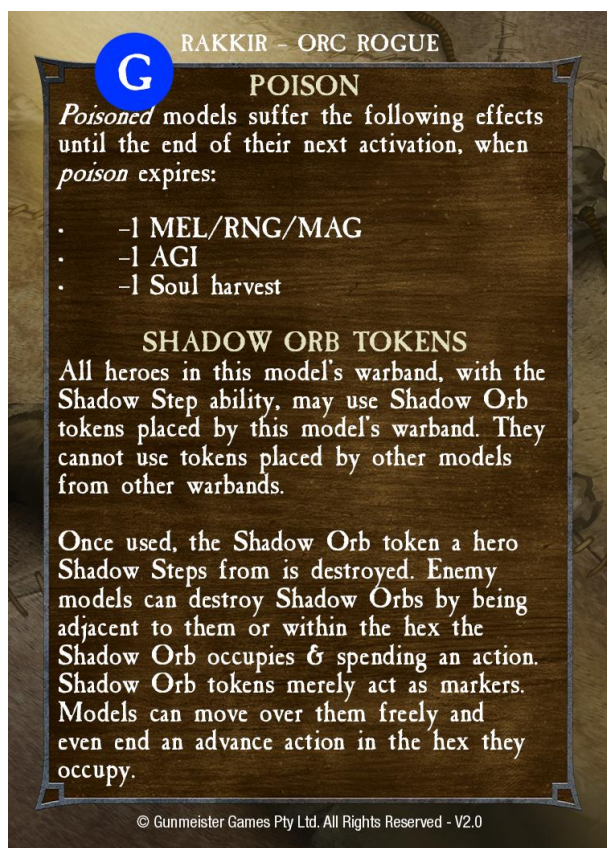 RAKKIR – ORC ROGUE
G
POISON
Poisoned models suffer the following effects
until the end of their next activation, when
poison expires:
· –1 MEL/RNG/MAG
· –1 AGI
· –1 Soul harvest
SHADOW ORB TOKENS
All heroes in this model's warband, with the
Shadow Step ability, may use Shadow Orb
tokens placed by this model's warband. They
cannot use tokens placed by other models
from other warbands.
Once used, the Shadow Orb token a hero
Shadow Steps from is destroyed. Enemy
models can destroy Shadow Orbs by being
adjacent to them or within the hex the
Shadow Orb occupies & spending an action.
Shadow Orb tokens merely act as markers.
Models can move over them freely and
even end an advance action in the hex they
occupy.
© Gunmeister Games Pty Ltd. All Rights Reserved - V2.0